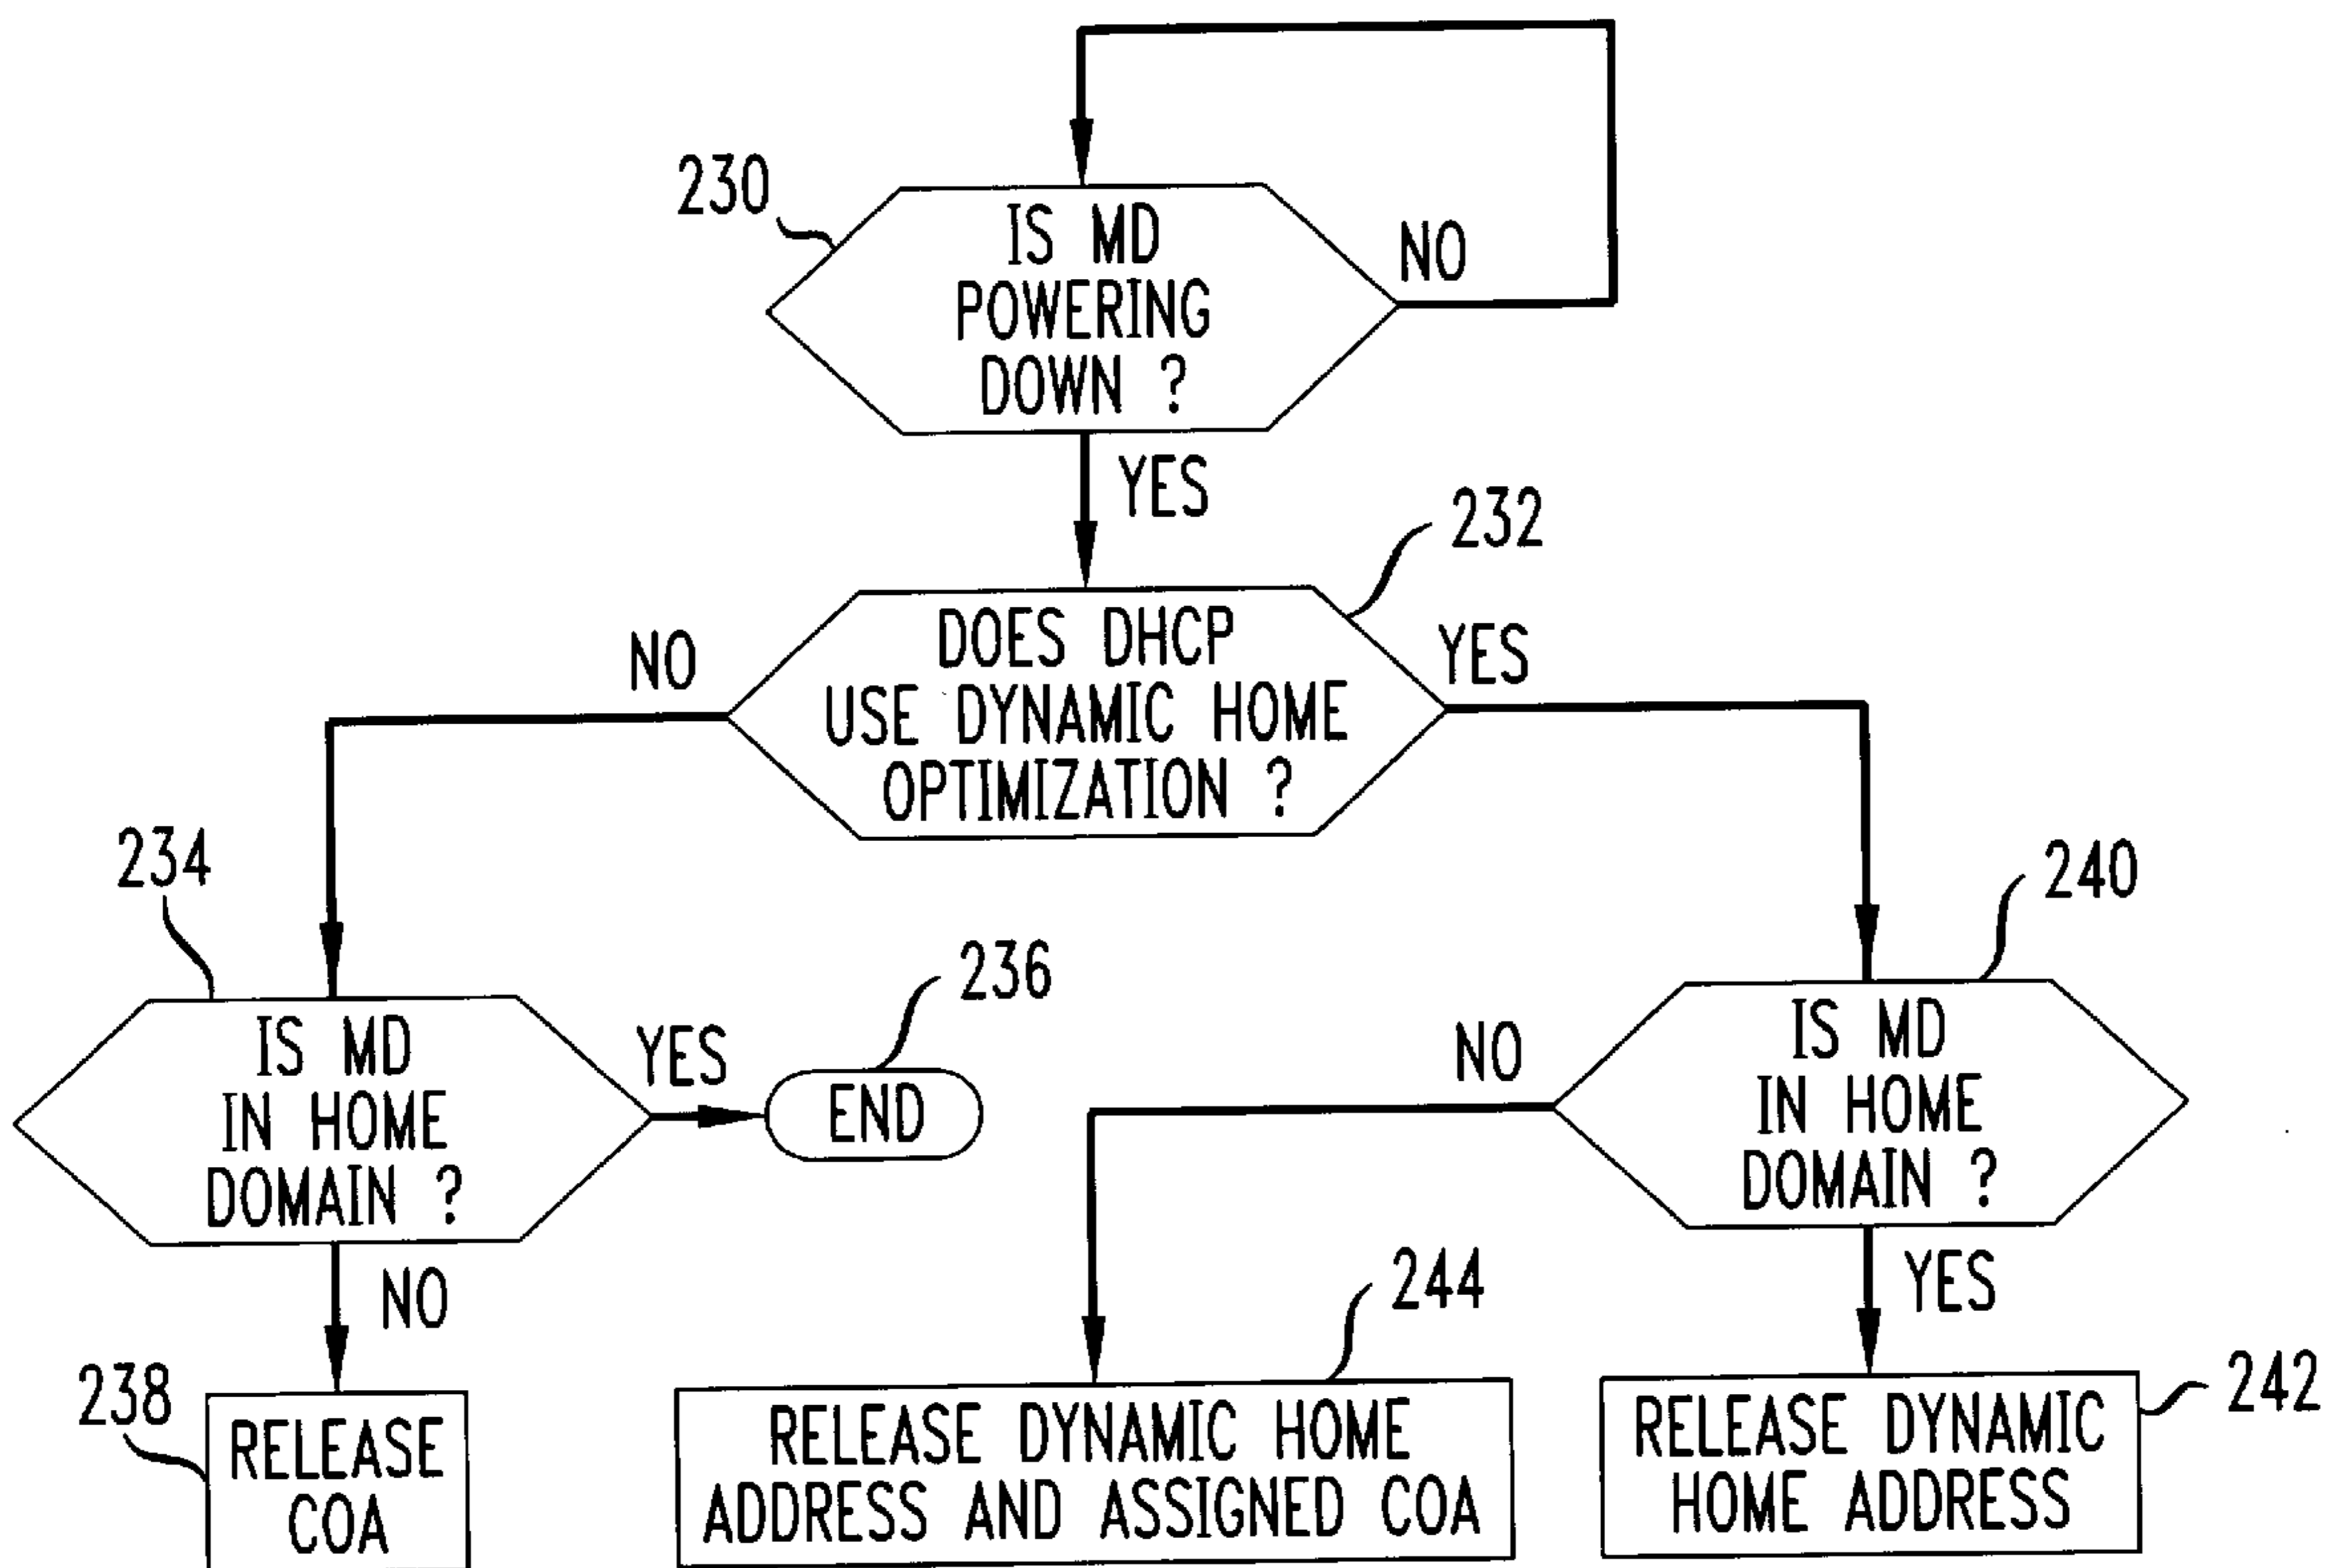 230
IS MD
POWERING
DOWN ?
NO
YES
232
DOES DHCP
USE DYNAMIC HOME
OPTIMIZATION ?
NO
YES
234
IS MD
IN HOME
DOMAIN ?
YES
236
END
NO
238
RELEASE
COA
240
IS MD
IN HOME
DOMAIN ?
NO
YES
244
RELEASE DYNAMIC HOME
ADDRESS AND ASSIGNED COA
242
RELEASE DYNAMIC
HOME ADDRESS